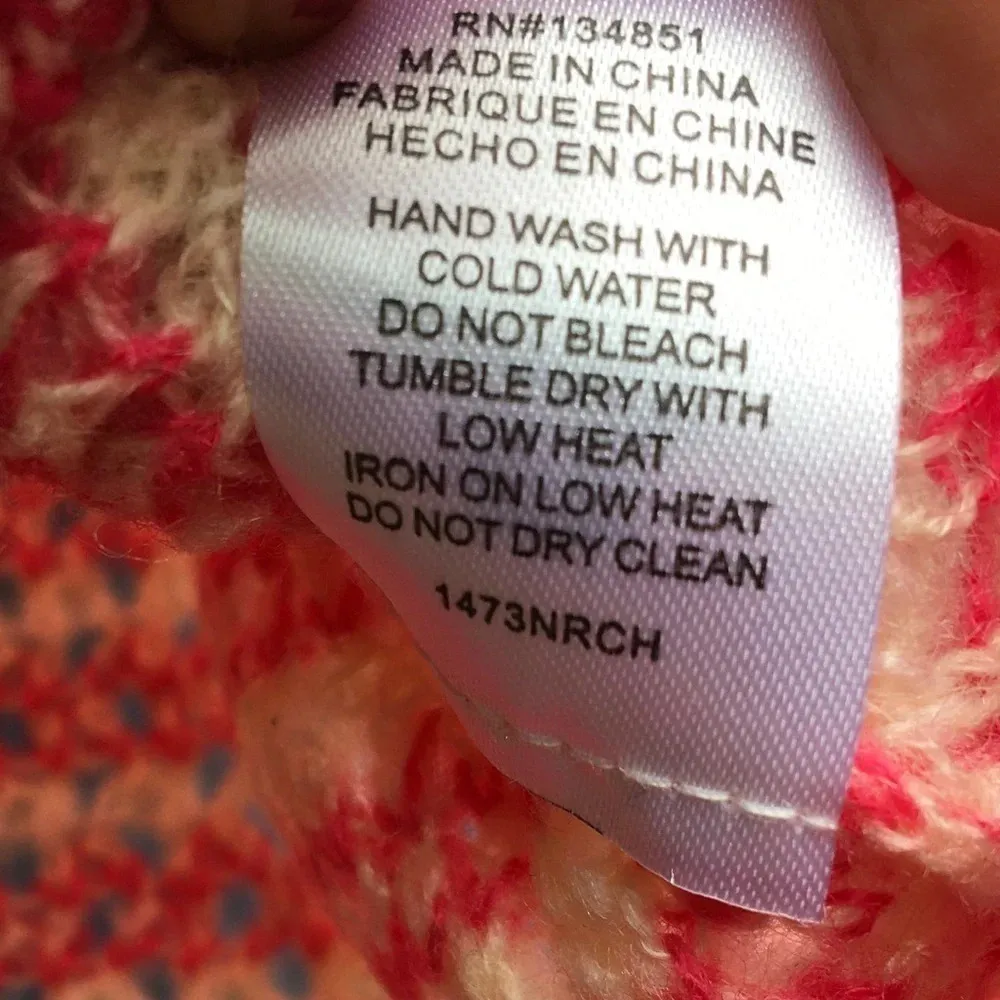 RN#134851
MADE IN CHINA
FABRIQUE EN CHINE
HECHO EN CHINA
HAND WASH WITH
COLD WATER
DO NOT BLEACH
TUMBLE DRY WITH
LOW HEAT
IRON ON LOW HEAT
DO NOT DRY CLEAN
1473NRCH